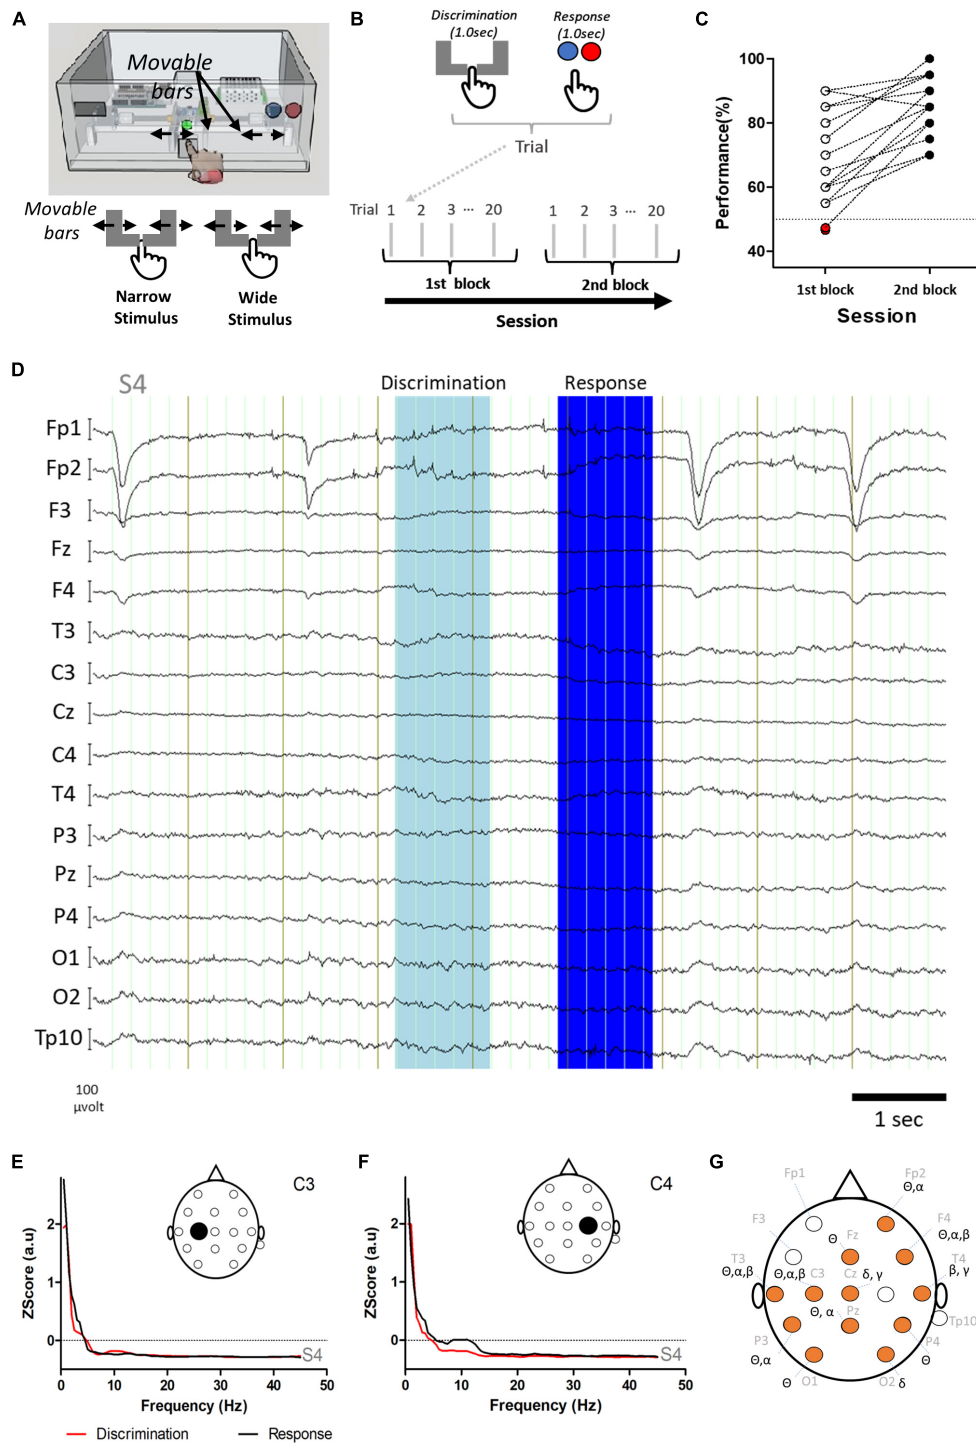 A
Movable
bars
Movable
bars
Narrow
Stimulus
Wide
Stimulus
B
Discrimination
(1.0sec)
Response
(1.0sec)
Trial
Trial 1 2 3 ... 20 1 2 3 ... 20
1st block
2nd block
Session
C
Performance(%)
100
80
60
40
1st block
2nd block
Session
D
S4
Discrimination
Response
Fp1
Fp2
F3
Fz
F4
T3
C3
Cz
C4
T4
P3
Pz
P4
O1
O2
Tp10
100
µvolt
1 sec
E
C3
ZScore (a.u)
2
1
0
S4
0 10 20 30 40 50
Frequency (Hz)
Discrimination
Response
F
C4
ZScore (a.u)
2
1
0
S4
0 10 20 30 40 50
Frequency (Hz)
G
Fp1
Fp2
Θ,α
F3
F4
Θ,α,β
Θ
Fz
T3
Θ,α,β
Θ,α,β
C3
Cz
δ, γ
T4
β, γ
Θ, α
Pz
Tp10
P3
Θ,α
P4
Θ
Θ
O1
O2
δ